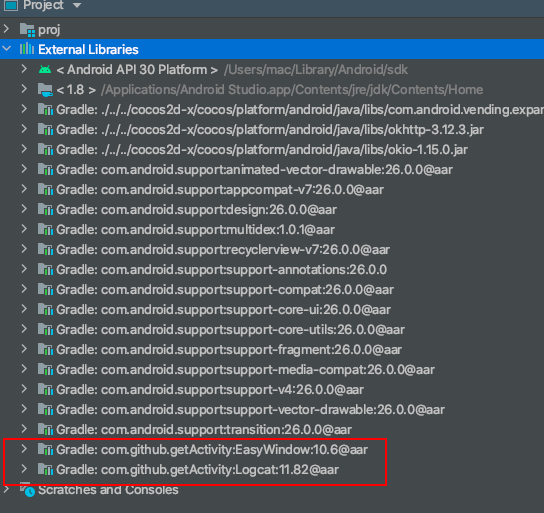 Project
proj
External Libraries
< Android API 30 Platform > /Users/mac/Library/Android/sdk
< 1.8 > /Applications/Android Studio.app/Contents/jre/jdk/Contents/Home
Gradle: ./../../cocos2d-x/cocos/platform/android/java/libs/com.android.vending.expan
Gradle: ./../../cocos2d-x/cocos/platform/android/java/libs/okhttp-3.12.3.jar
Gradle: ./../../cocos2d-x/cocos/platform/android/java/libs/okio-1.15.0.jar
Gradle: com.android.support:animated-vector-drawable:26.0.0@aar
Gradle: com.android.support:appcompat-v7:26.0.0@aar
Gradle: com.android.support:design:26.0.0@aar
Gradle: com.android.support:multidex:1.0.1@aar
Gradle: com.android.support:recyclerview-v7:26.0.0@aar
Gradle: com.android.support:support-annotations:26.0.0
Gradle: com.android.support:support-compat:26.0.0@aar
Gradle: com.android.support:support-core-ui:26.0.0@aar
Gradle: com.android.support:support-core-utils:26.0.0@aar
Gradle: com.android.support:support-fragment:26.0.0@aar
Gradle: com.android.support:support-media-compat:26.0.0@aar
Gradle: com.android.support:support-v4:26.0.0@aar
Gradle: com.android.support:support-vector-drawable:26.0.0@aar
Gradle: com.android.support:transition:26.0.0@aar
Gradle: com.github.getActivity:EasyWindow:10.6@aar
Gradle: com.github.getActivity:Logcat:11.82@aar
Scratches and Consoles